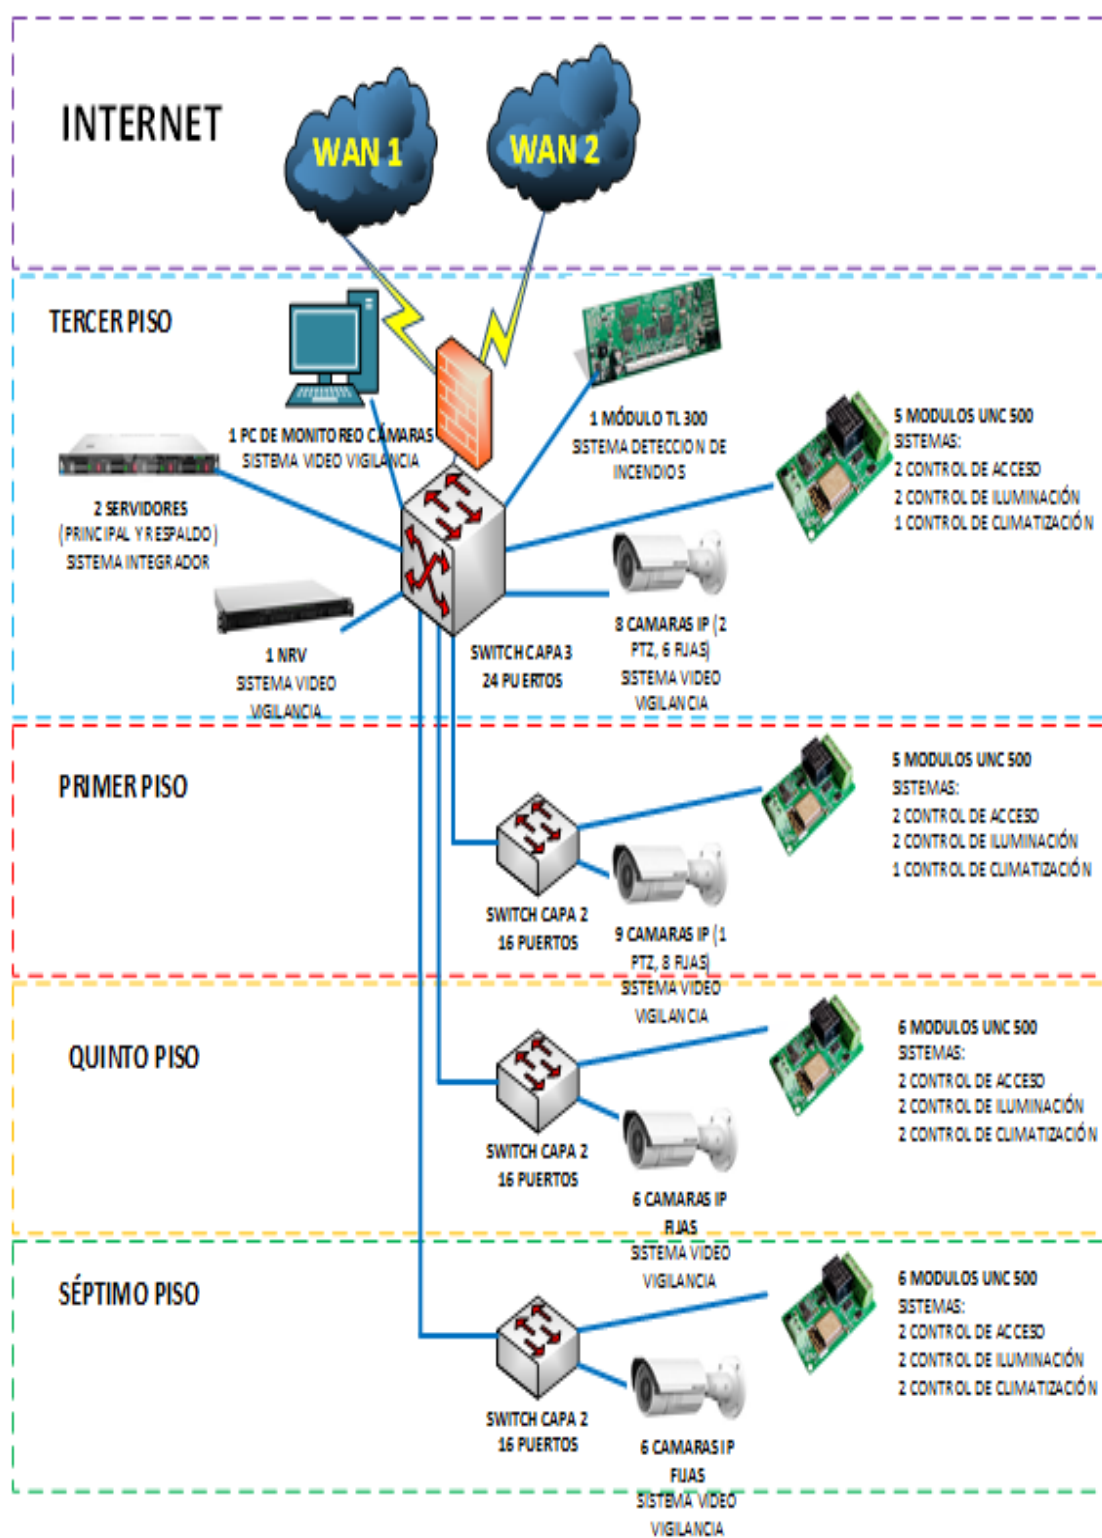 INTERNET
WAN 1
WAN 2
TERCER PISO
1 PC DE MONITOREO CÁMARAS
SISTEMA VIDEO VIGILANCIA
1 MÓDULO TL 300
SISTEMA DETECCION DE
INCENDIOS
5 MODULOS UNC 500
SISTEMAS:
2 CONTROL DE ACCESO
2 CONTROL DE ILUMINACIÓN
1 CONTROL DE CLIMATIZACIÓN
2 SERVIDORES
(PRINCIPAL Y RESPALDO)
SISTEMA INTEGRADOR
1 NRV
SISTEMA VIDEO
VIGILANCIA
SWITCH CAPA 3
24 PUERTOS
8 CAMARAS IP (2
PTZ, 6 FIJAS)
SISTEMA VIDEO
VIGILANCIA
PRIMER PISO
5 MODULOS UNC 500
SISTEMAS:
2 CONTROL DE ACCESO
2 CONTROL DE ILUMINACIÓN
1 CONTROL DE CLIMATIZACIÓN
SWITCH CAPA 2
16 PUERTOS
9 CAMARAS IP (1
PTZ, 8 FIJAS)
SISTEMA VIDEO
VIGILANCIA
QUINTO PISO
6 MODULOS UNC 500
SISTEMAS:
2 CONTROL DE ACCESO
2 CONTROL DE ILUMINACIÓN
2 CONTROL DE CLIMATIZACIÓN
SWITCH CAPA 2
16 PUERTOS
6 CAMARAS IP
FIJAS
SISTEMA VIDEO
VIGILANCIA
SÉPTIMO PISO
6 MODULOS UNC 500
SISTEMAS:
2 CONTROL DE ACCESO
2 CONTROL DE ILUMINACIÓN
2 CONTROL DE CLIMATIZACIÓN
SWITCH CAPA 2
16 PUERTOS
6 CAMARAS IP
FIJAS
SISTEMA VIDEO
VIGILANCIA